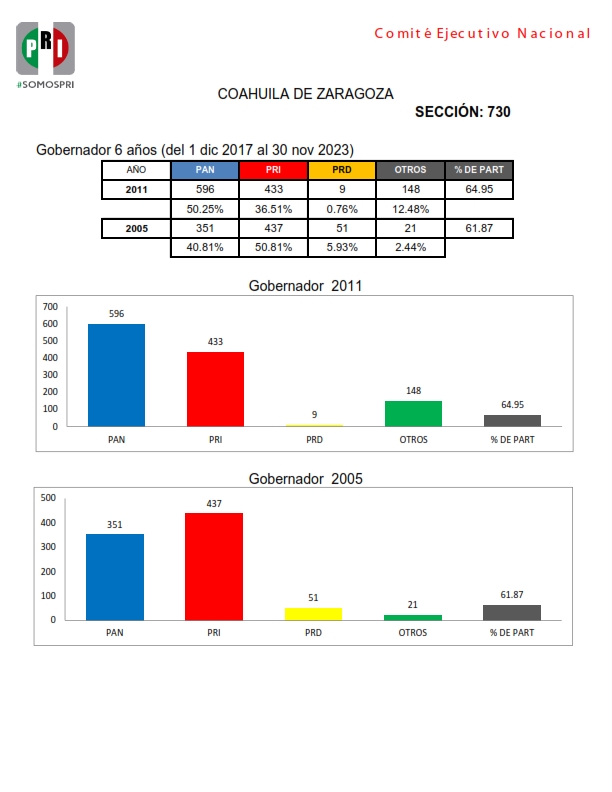 Comité Ejecutivo Nacional
PRI
#SOMOSPRI
COAHUILA DE ZARAGOZA
SECCIÓN: 730
Gobernador 6 años (del 1 dic 2017 al 30 nov 2023)
AÑO PAN PRI PRD OTROS % DE PART
2011 596 433 9 148 64.95
50.25% 36.51% 0.76% 12.48%
2005 351 437 51 21 61.87
40.81% 50.81% 5.93% 2.44%
Gobernador 2011
700
600
500
400
300
200
100
0
596
433
9
148
64.95
PAN PRI PRD OTROS % DE PART
Gobernador 2005
500
400
300
200
100
0
351
437
51
21
61.87
PAN PRI PRD OTROS % DE PART